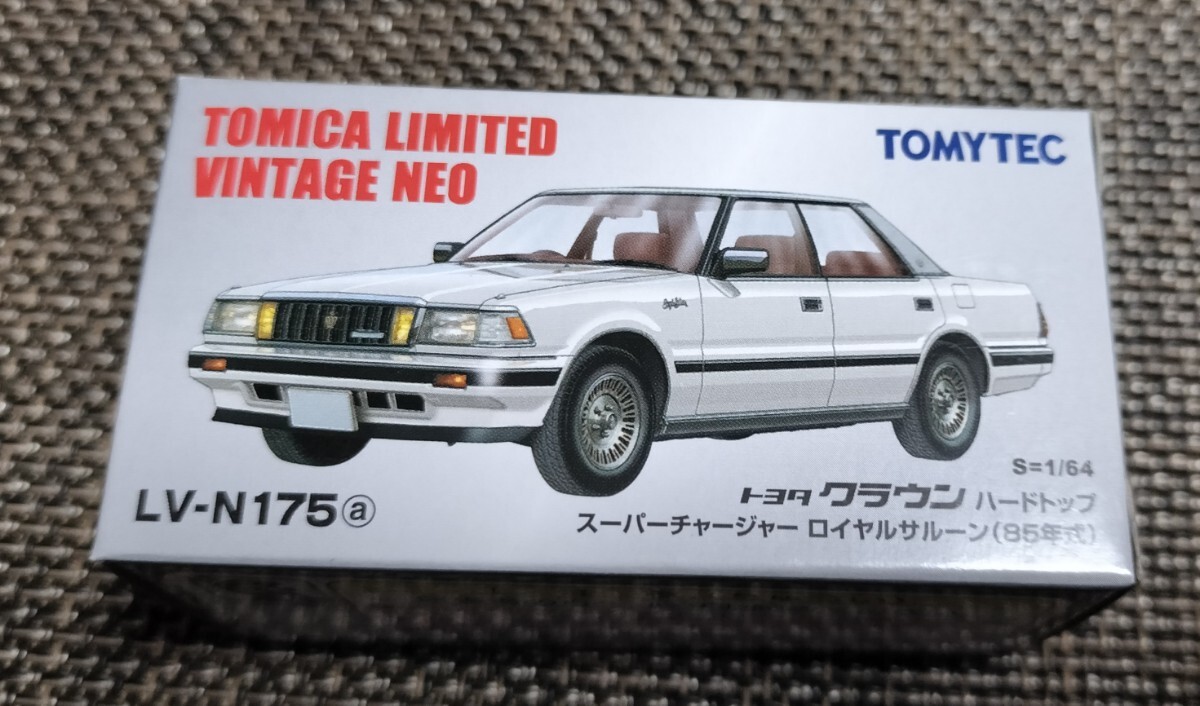 TOMICA LIMITED
VINTAGE NEO
TOMYTEC
S=1/64
LV-N175ⓐ
トヨタ クラウン ハードトップ
スーパーチャージャー ロイヤルサルーン(85年式)